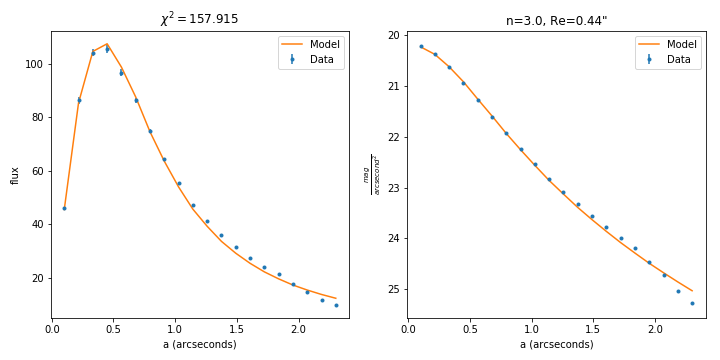 χ² = 157.915
Model
Data
100
80
60
40
20
flux
0.0 0.5 1.0 1.5 2.0
a (arcseconds)
n=3.0, Re=0.44"
Model
Data
20
21
22
23
24
25
mag
arcsecond²
0.0 0.5 1.0 1.5 2.0
a (arcseconds)